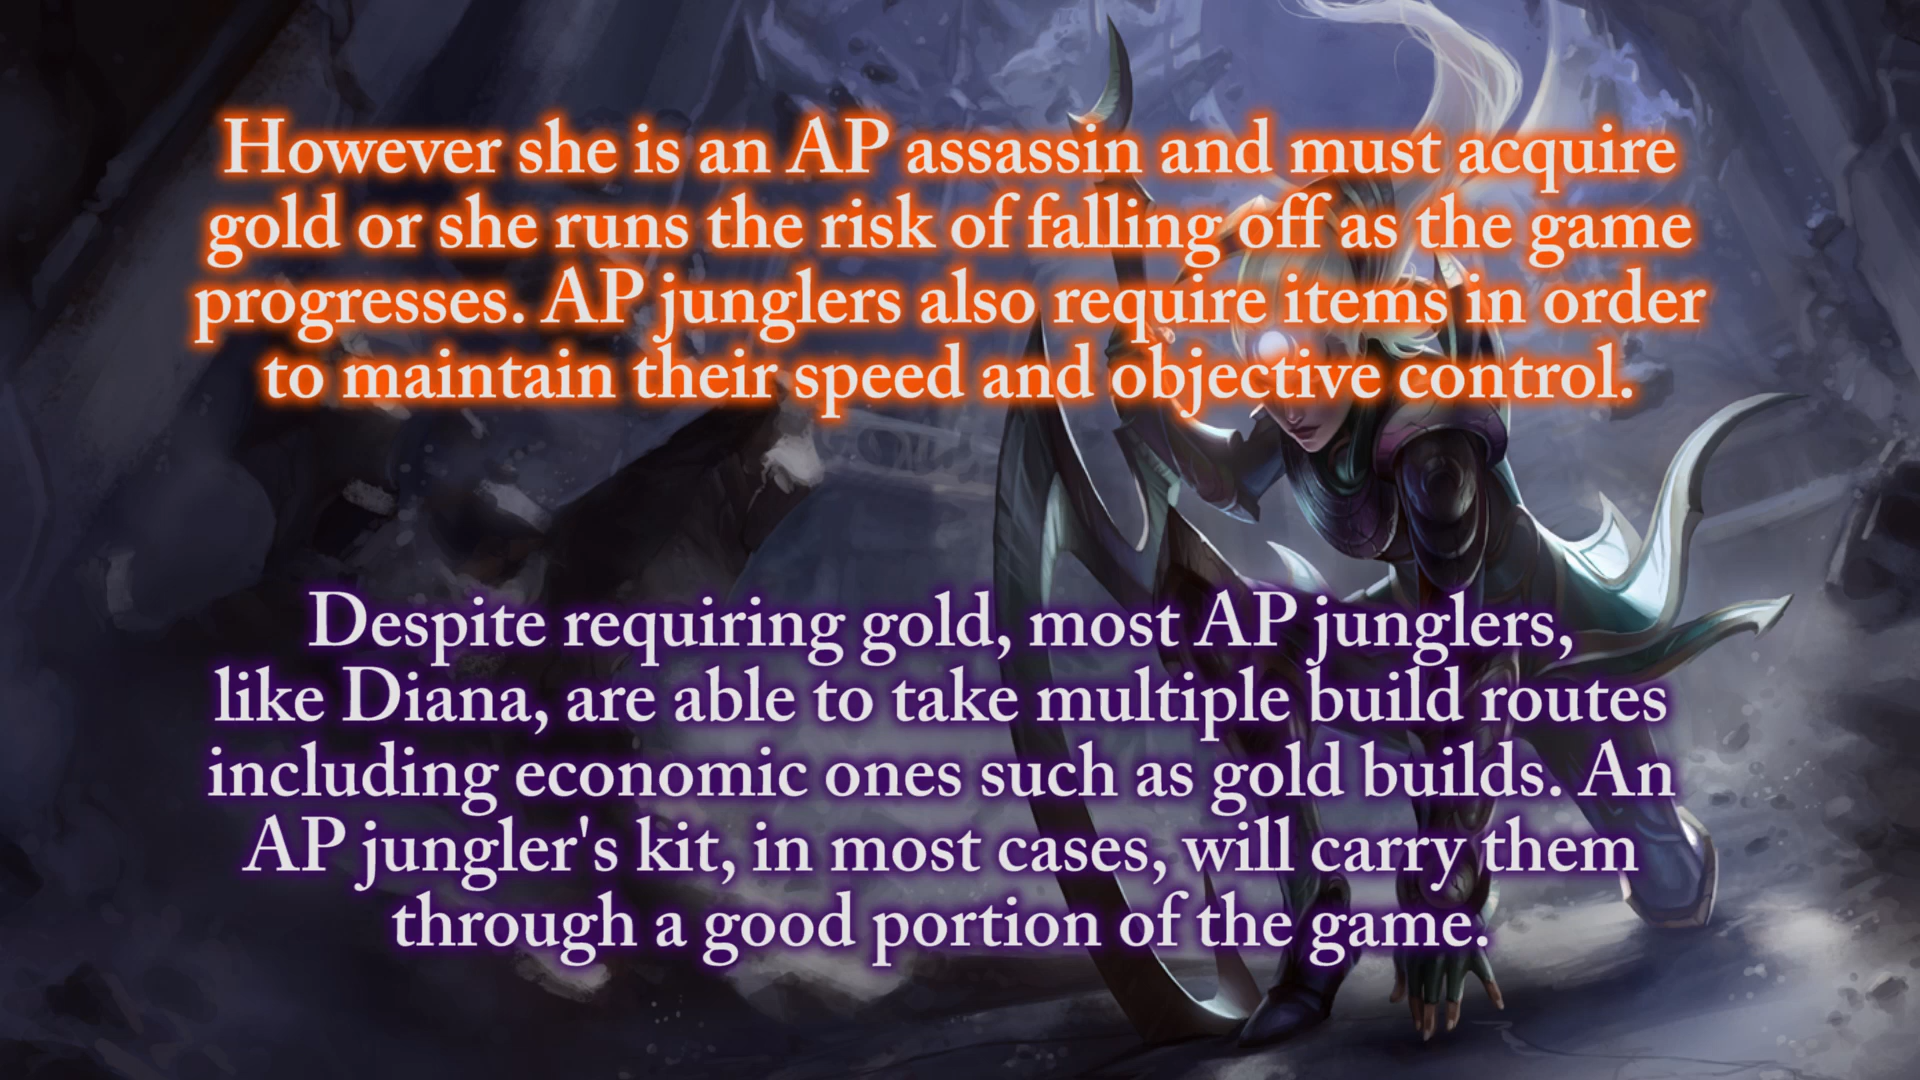 However she is an AP assassin and must acquire
gold or she runs the risk of falling off as the game
progresses. AP junglers also require items in order
to maintain their speed and objective control.
Despite requiring gold, most AP junglers,
like Diana, are able to take multiple build routes
including economic ones such as gold builds. An
AP jungler's kit, in most cases, will carry them
through a good portion of the game.